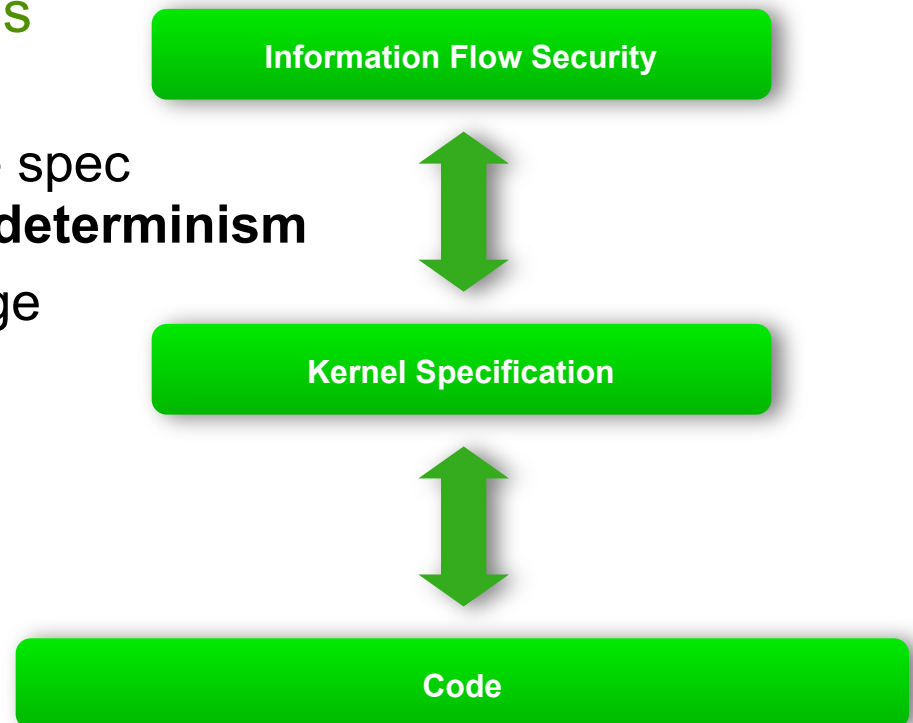 s
Information Flow Security
spec
determinism
ge
Kernel Specification
Code